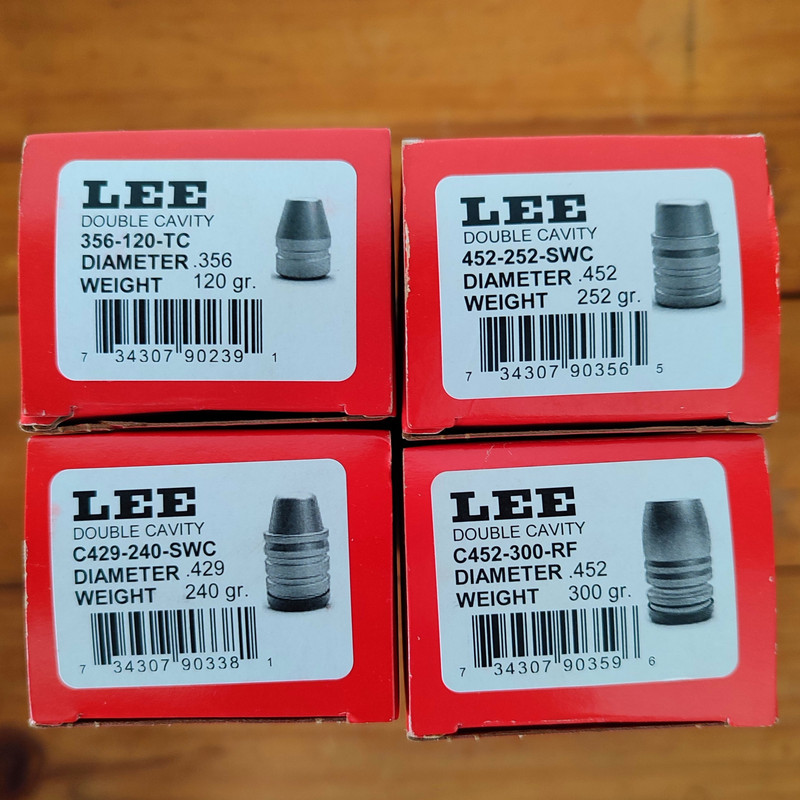 LEE
DOUBLE CAVITY
356-120-TC
DIAMETER .356
WEIGHT 120 gr.
7 34307 90239 1
LEE
DOUBLE CAVITY
452-252-SWC
DIAMETER .452
WEIGHT 252 gr.
7 34307 90356 5
LEE
DOUBLE CAVITY
C429-240-SWC
DIAMETER .429
WEIGHT 240 gr.
7 34307 90338 1
LEE
DOUBLE CAVITY
C452-300-RF
DIAMETER .452
WEIGHT 300 gr.
7 34307 90359 6